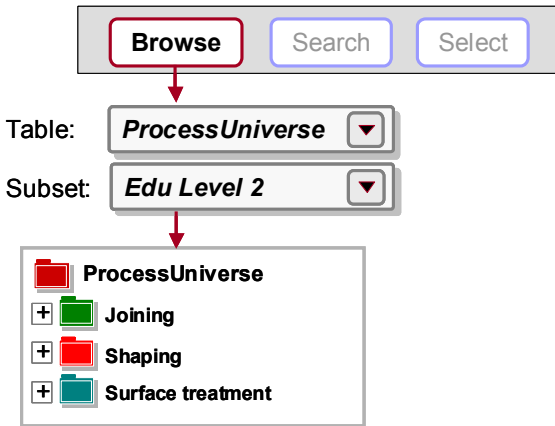 Browse Search Select
Table: ProcessUniverse
Subset: Edu Level 2
ProcessUniverse
+ Joining
+ Shaping
+ Surface treatment